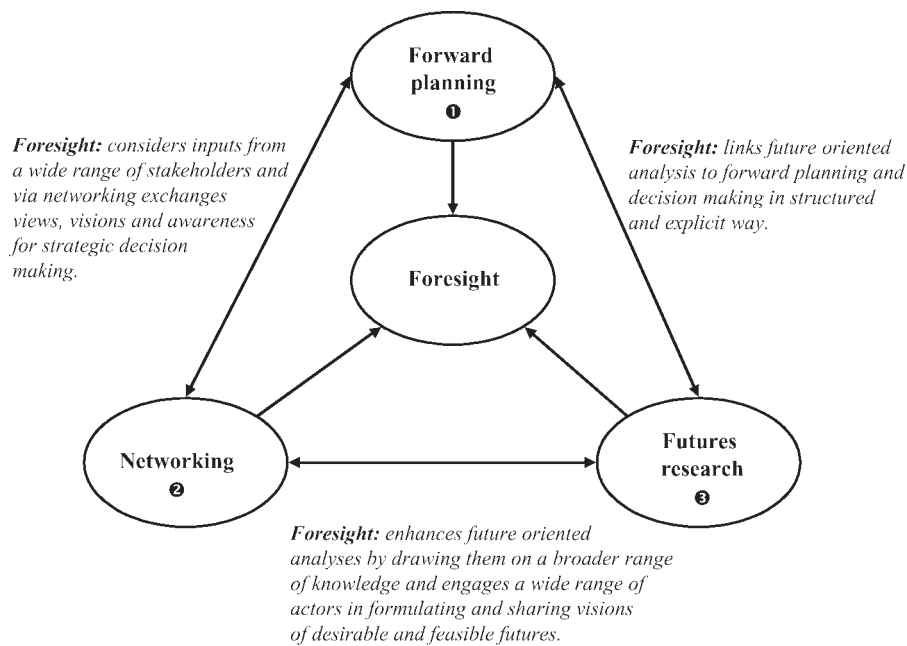 Forward
planning
❶
Foresight: considers inputs from
a wide range of stakeholders and
via networking exchanges
views, visions and awareness
for strategic decision
making.
Foresight: links future oriented
analysis to forward planning and
decision making in structured
and explicit way.
Foresight
Networking
❷
Futures
research
❸
Foresight: enhances future oriented
analyses by drawing them on a broader range
of knowledge and engages a wide range of
actors in formulating and sharing visions
of desirable and feasible futures.